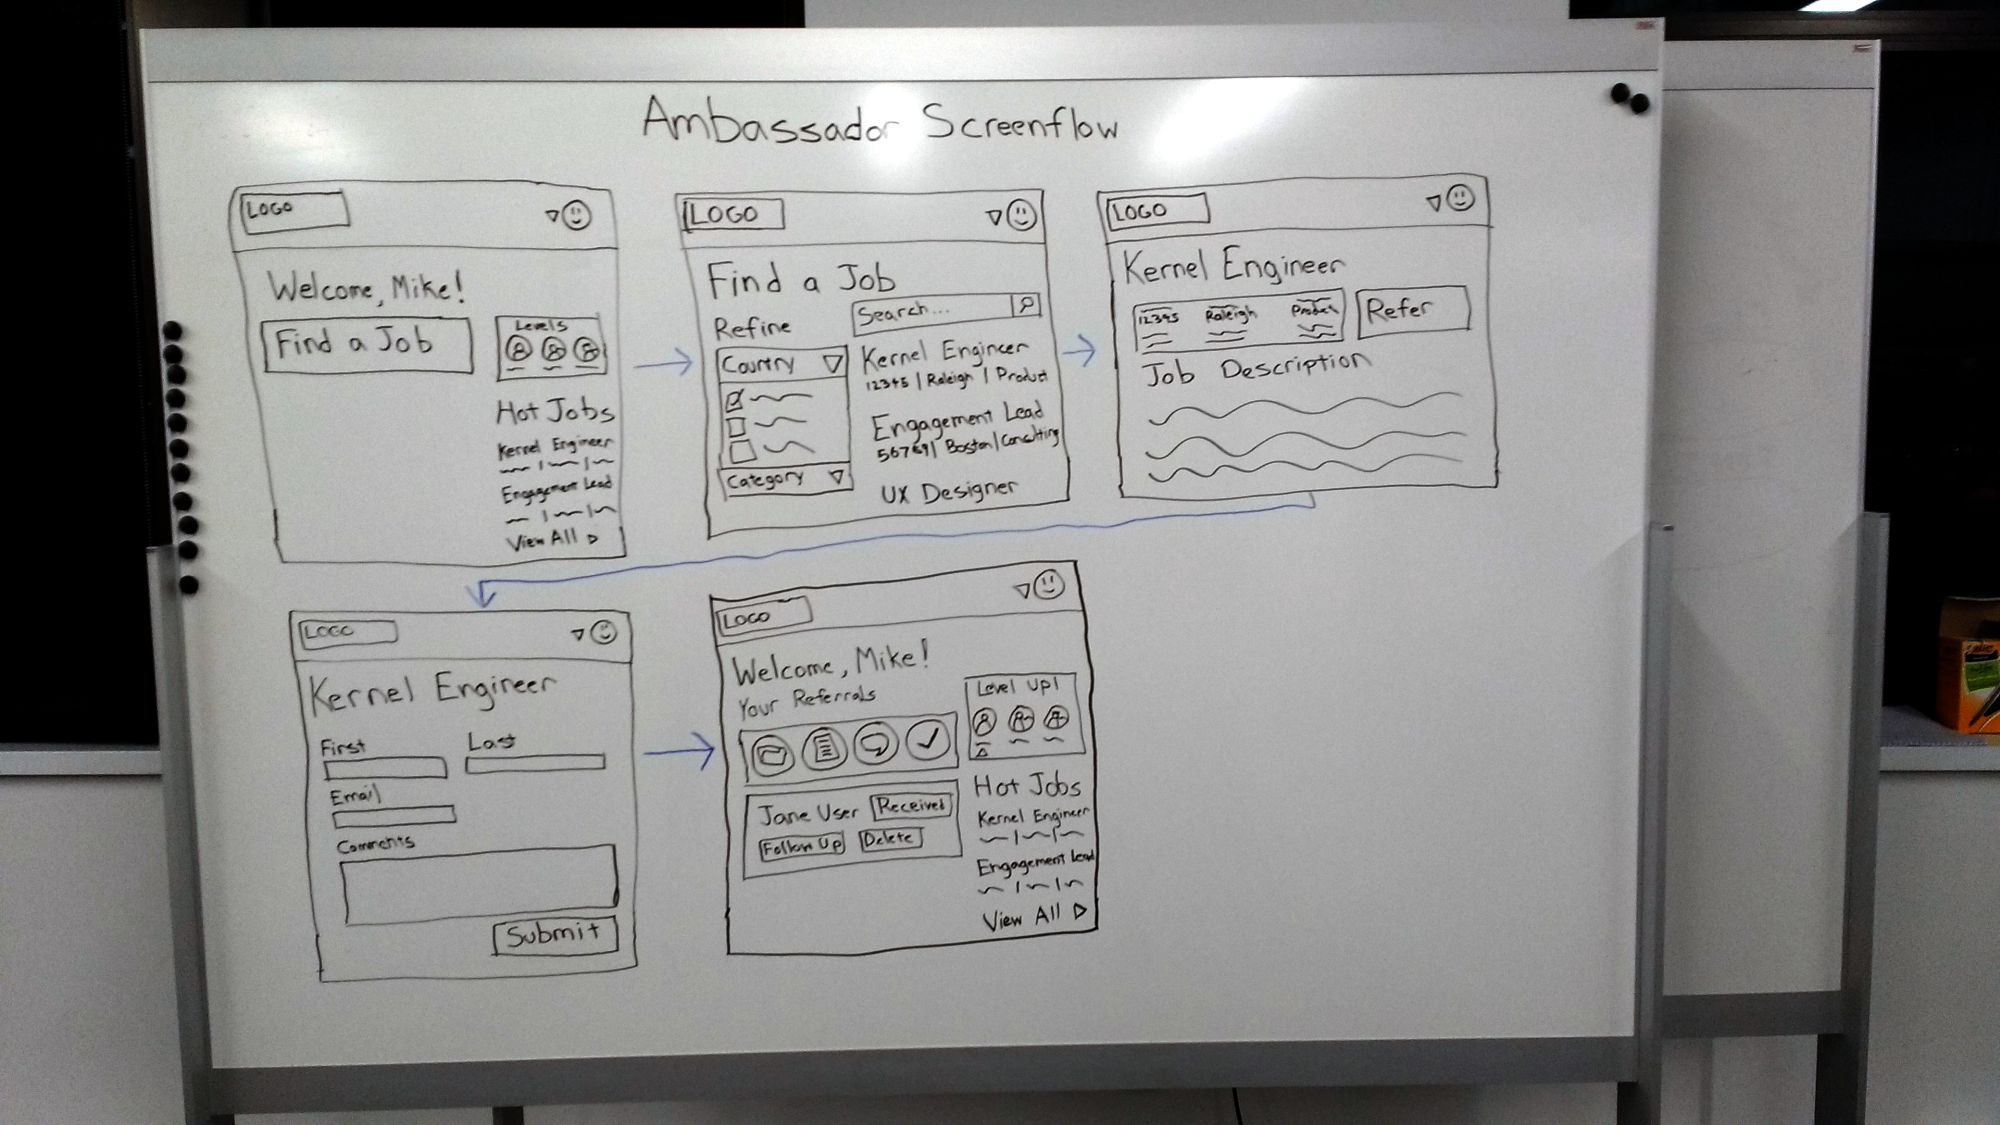 Ambassador Screenflow
LOGO
Welcome, Mike!
Find a Job
Levels
Hot Jobs
Kernel Engineer
Engagement Lead
View All
LOGO
Find a Job
Search...
Refine
Country
Category
Kernel Engineer
12345 | Raleigh | Product
Engagement Lead
56769 | Boston | Consulting
UX Designer
LOGO
Kernel Engineer
12345 Raleigh Product
Refer
Job Description
LOGO
Kernel Engineer
First Last
Email
Comments
Submit
LOGO
Welcome, Mike!
Your Referrals
Jane User Received
Follow Up Delete
Level Up!
Hot Jobs
Kernel Engineer
Engagement Lead
View All